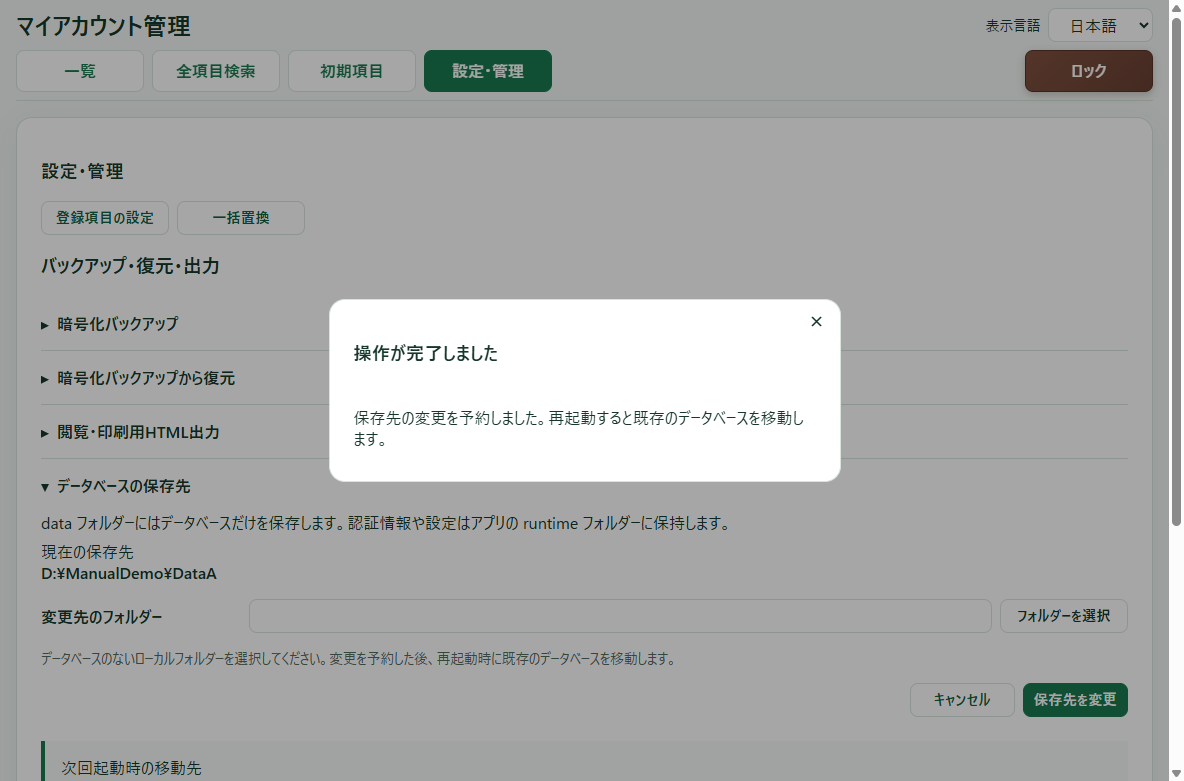 マイアカウント管理
表示言語 日本語
一覧 全項目検索 初期項目 設定・管理 ロック
設定・管理
登録項目の設定 一括置換
バックアップ・復元・出力
▶ 暗号化バックアップ
▶ 暗号化バックアップから復元
▶ 閲覧・印刷用HTML出力
×
操作が完了しました
保存先の変更を予約しました。再起動すると既存のデータベースを移動し
ます。
▼ データベースの保存先
data フォルダーにはデータベースだけを保存します。認証情報や設定はアプリの runtime フォルダーに保持します。
現在の保存先
D:¥ManualDemo¥DataA
変更先のフォルダー フォルダーを選択
データベースのないローカルフォルダーを選択してください。変更を予約した後、再起動時に既存のデータベースを移動します。
キャンセル 保存先を変更
次回起動時の移動先